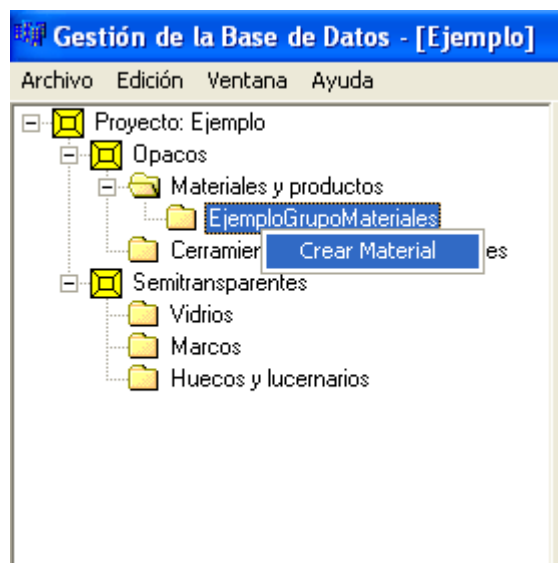 Gestión de la Base de Datos - [Ejemplo]
Archivo Edición Ventana Ayuda
Proyecto: Ejemplo
Opacos
Materiales y productos
EjemploGrupoMateriales
Crear Material
Semitransparentes
Vidrios
Marcos
Huecos y lucernarios